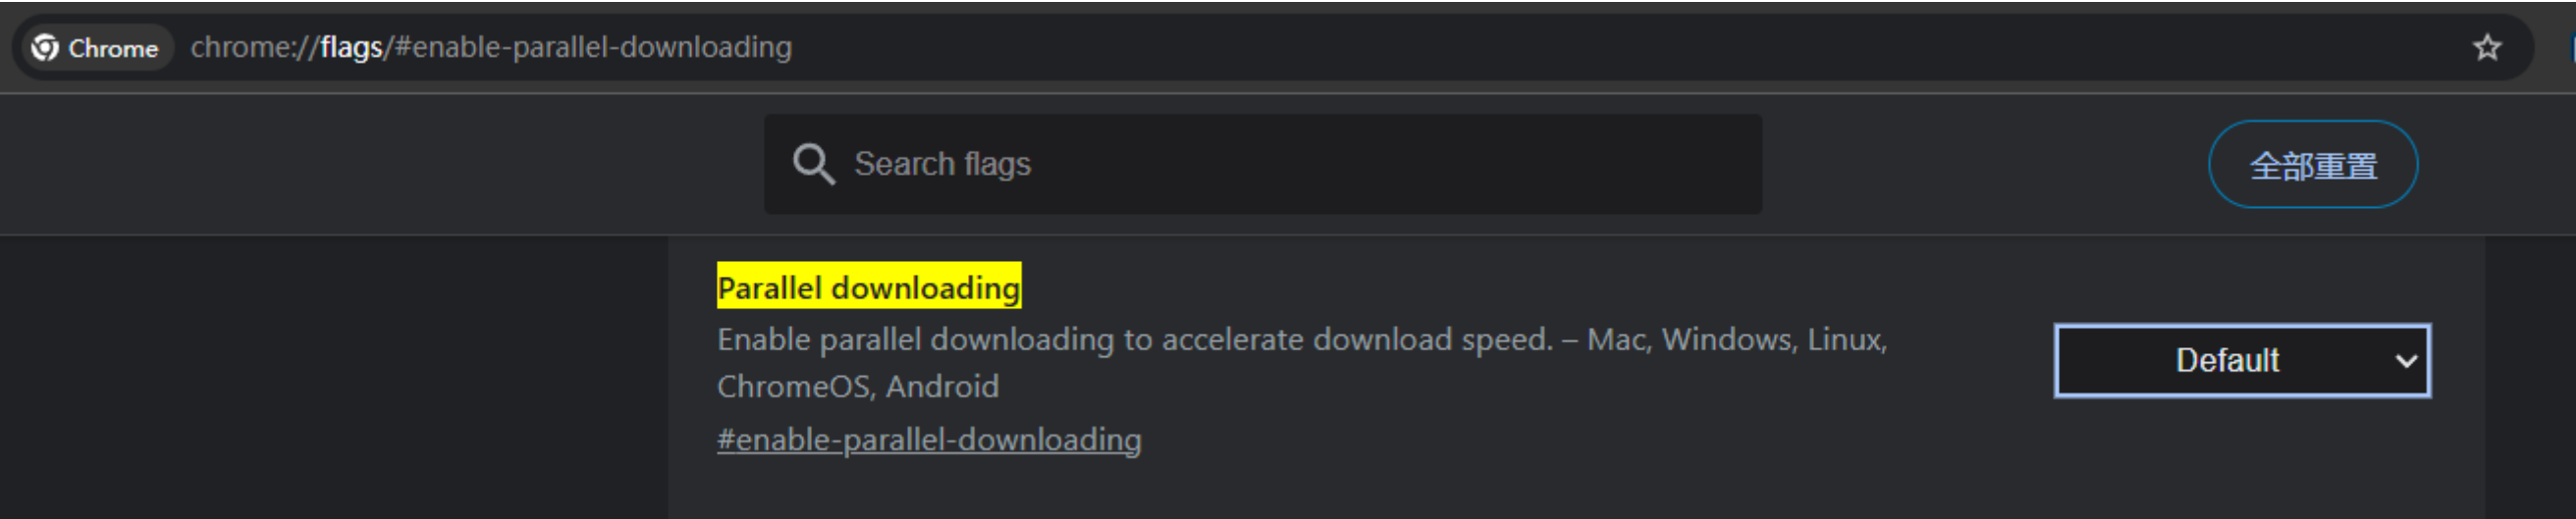 Chrome chrome://flags/#enable-parallel-downloading
Search flags
全部重置
Parallel downloading
Enable parallel downloading to accelerate download speed. – Mac, Windows, Linux,
ChromeOS, Android
Default
#enable-parallel-downloading